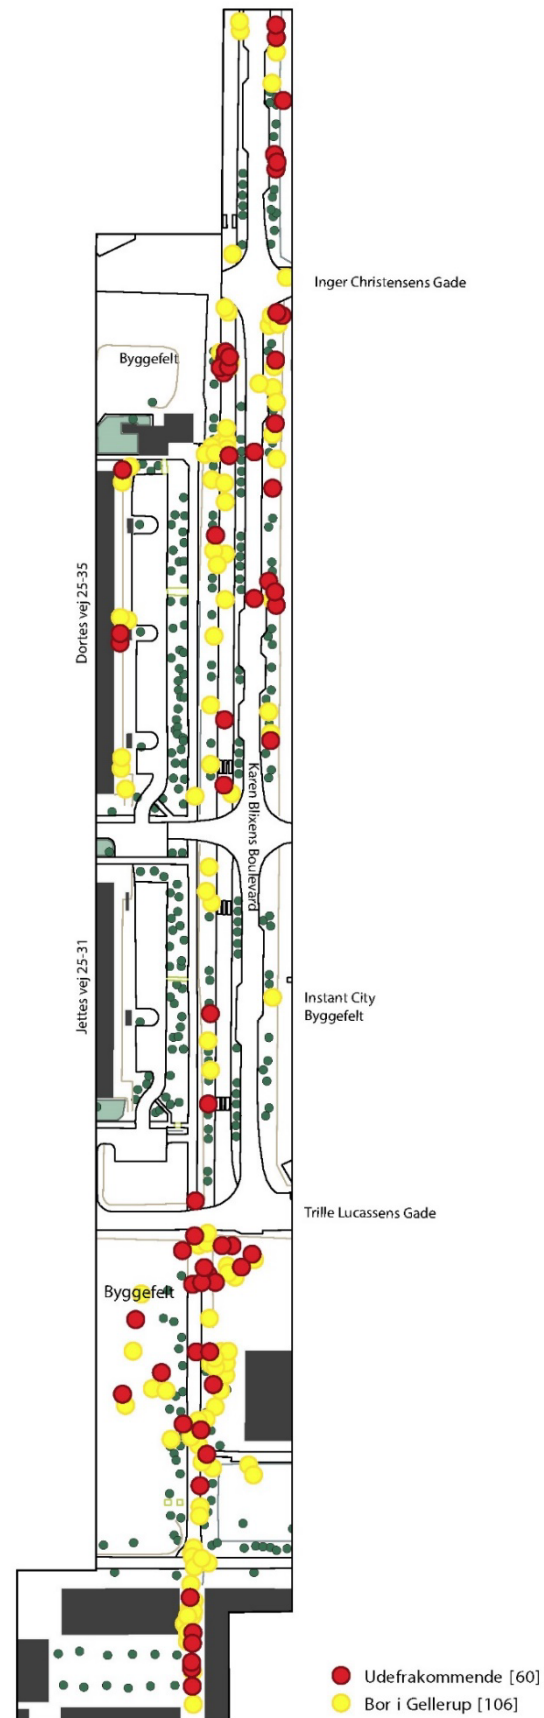 Inger Christensens Gade
Byggefelt
Dortes vej 25-35
Karen Blixens Boulevard
Jettes vej 25-31
Instant City
Byggefelt
Trille Lucassens Gade
Byggefelt
Udefrakommende [60]
Bor i Gellerup [106]